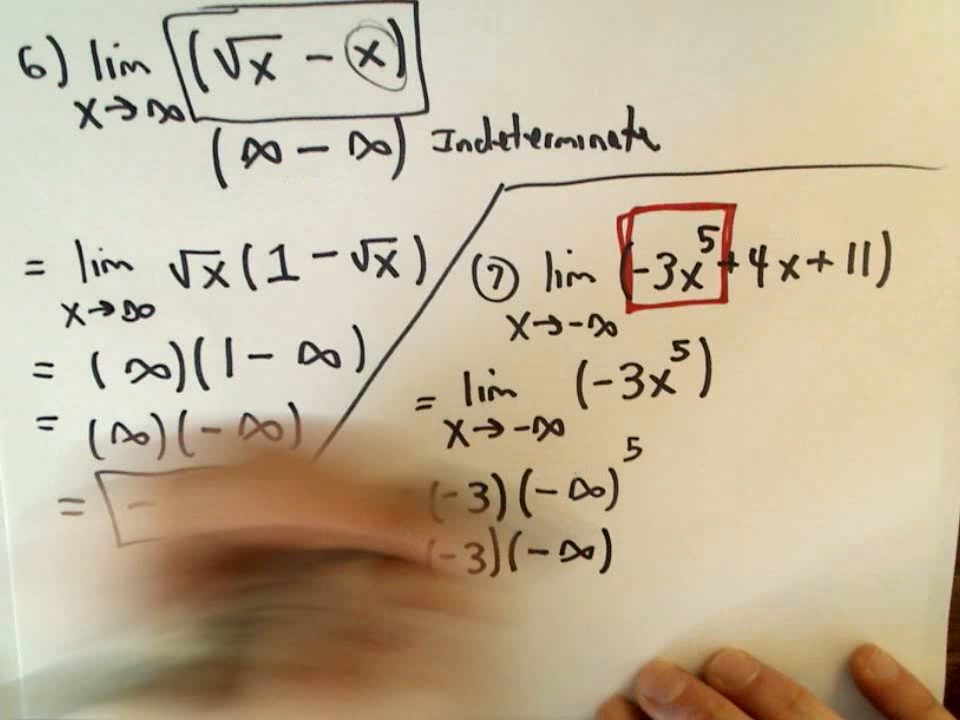 6) lim (√x − x)
x→∞
(∞ − ∞) Indeterminate
= lim √x (1 − √x)
x→∞
= (∞)(1 − ∞)
= (∞)(−∞)
= −
⑦ lim (−3x⁵ + 4x + 11)
x→−∞
= lim (−3x⁵)
x→−∞
(−3)(−∞)⁵
(−3)(−∞)